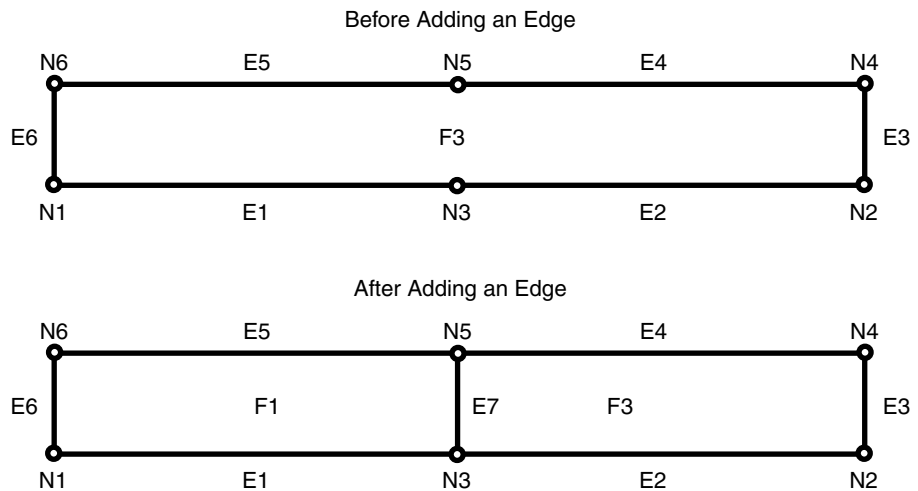 Before Adding an Edge
N6 E5 N5 E4 N4
E6 F3 E3
N1 E1 N3 E2 N2
After Adding an Edge
N6 E5 N5 E4 N4
E6 F1 E7 F3 E3
N1 E1 N3 E2 N2